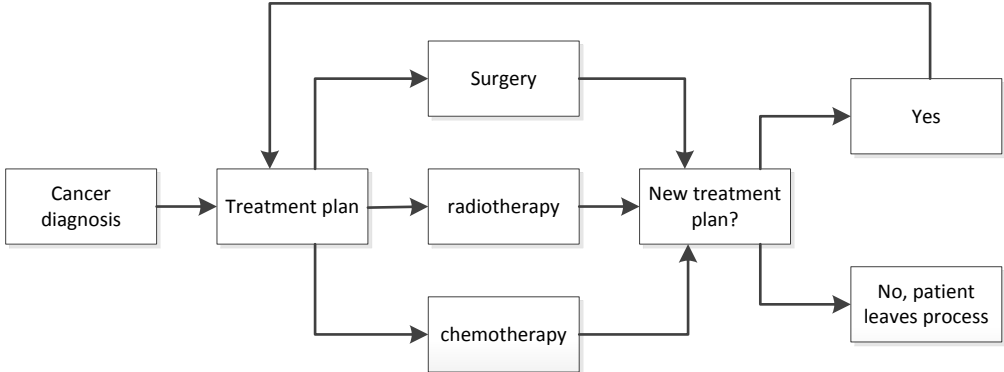 Surgery
Yes
Cancer
diagnosis
Treatment plan
radiotherapy
New treatment
plan?
chemotherapy
No, patient
leaves process